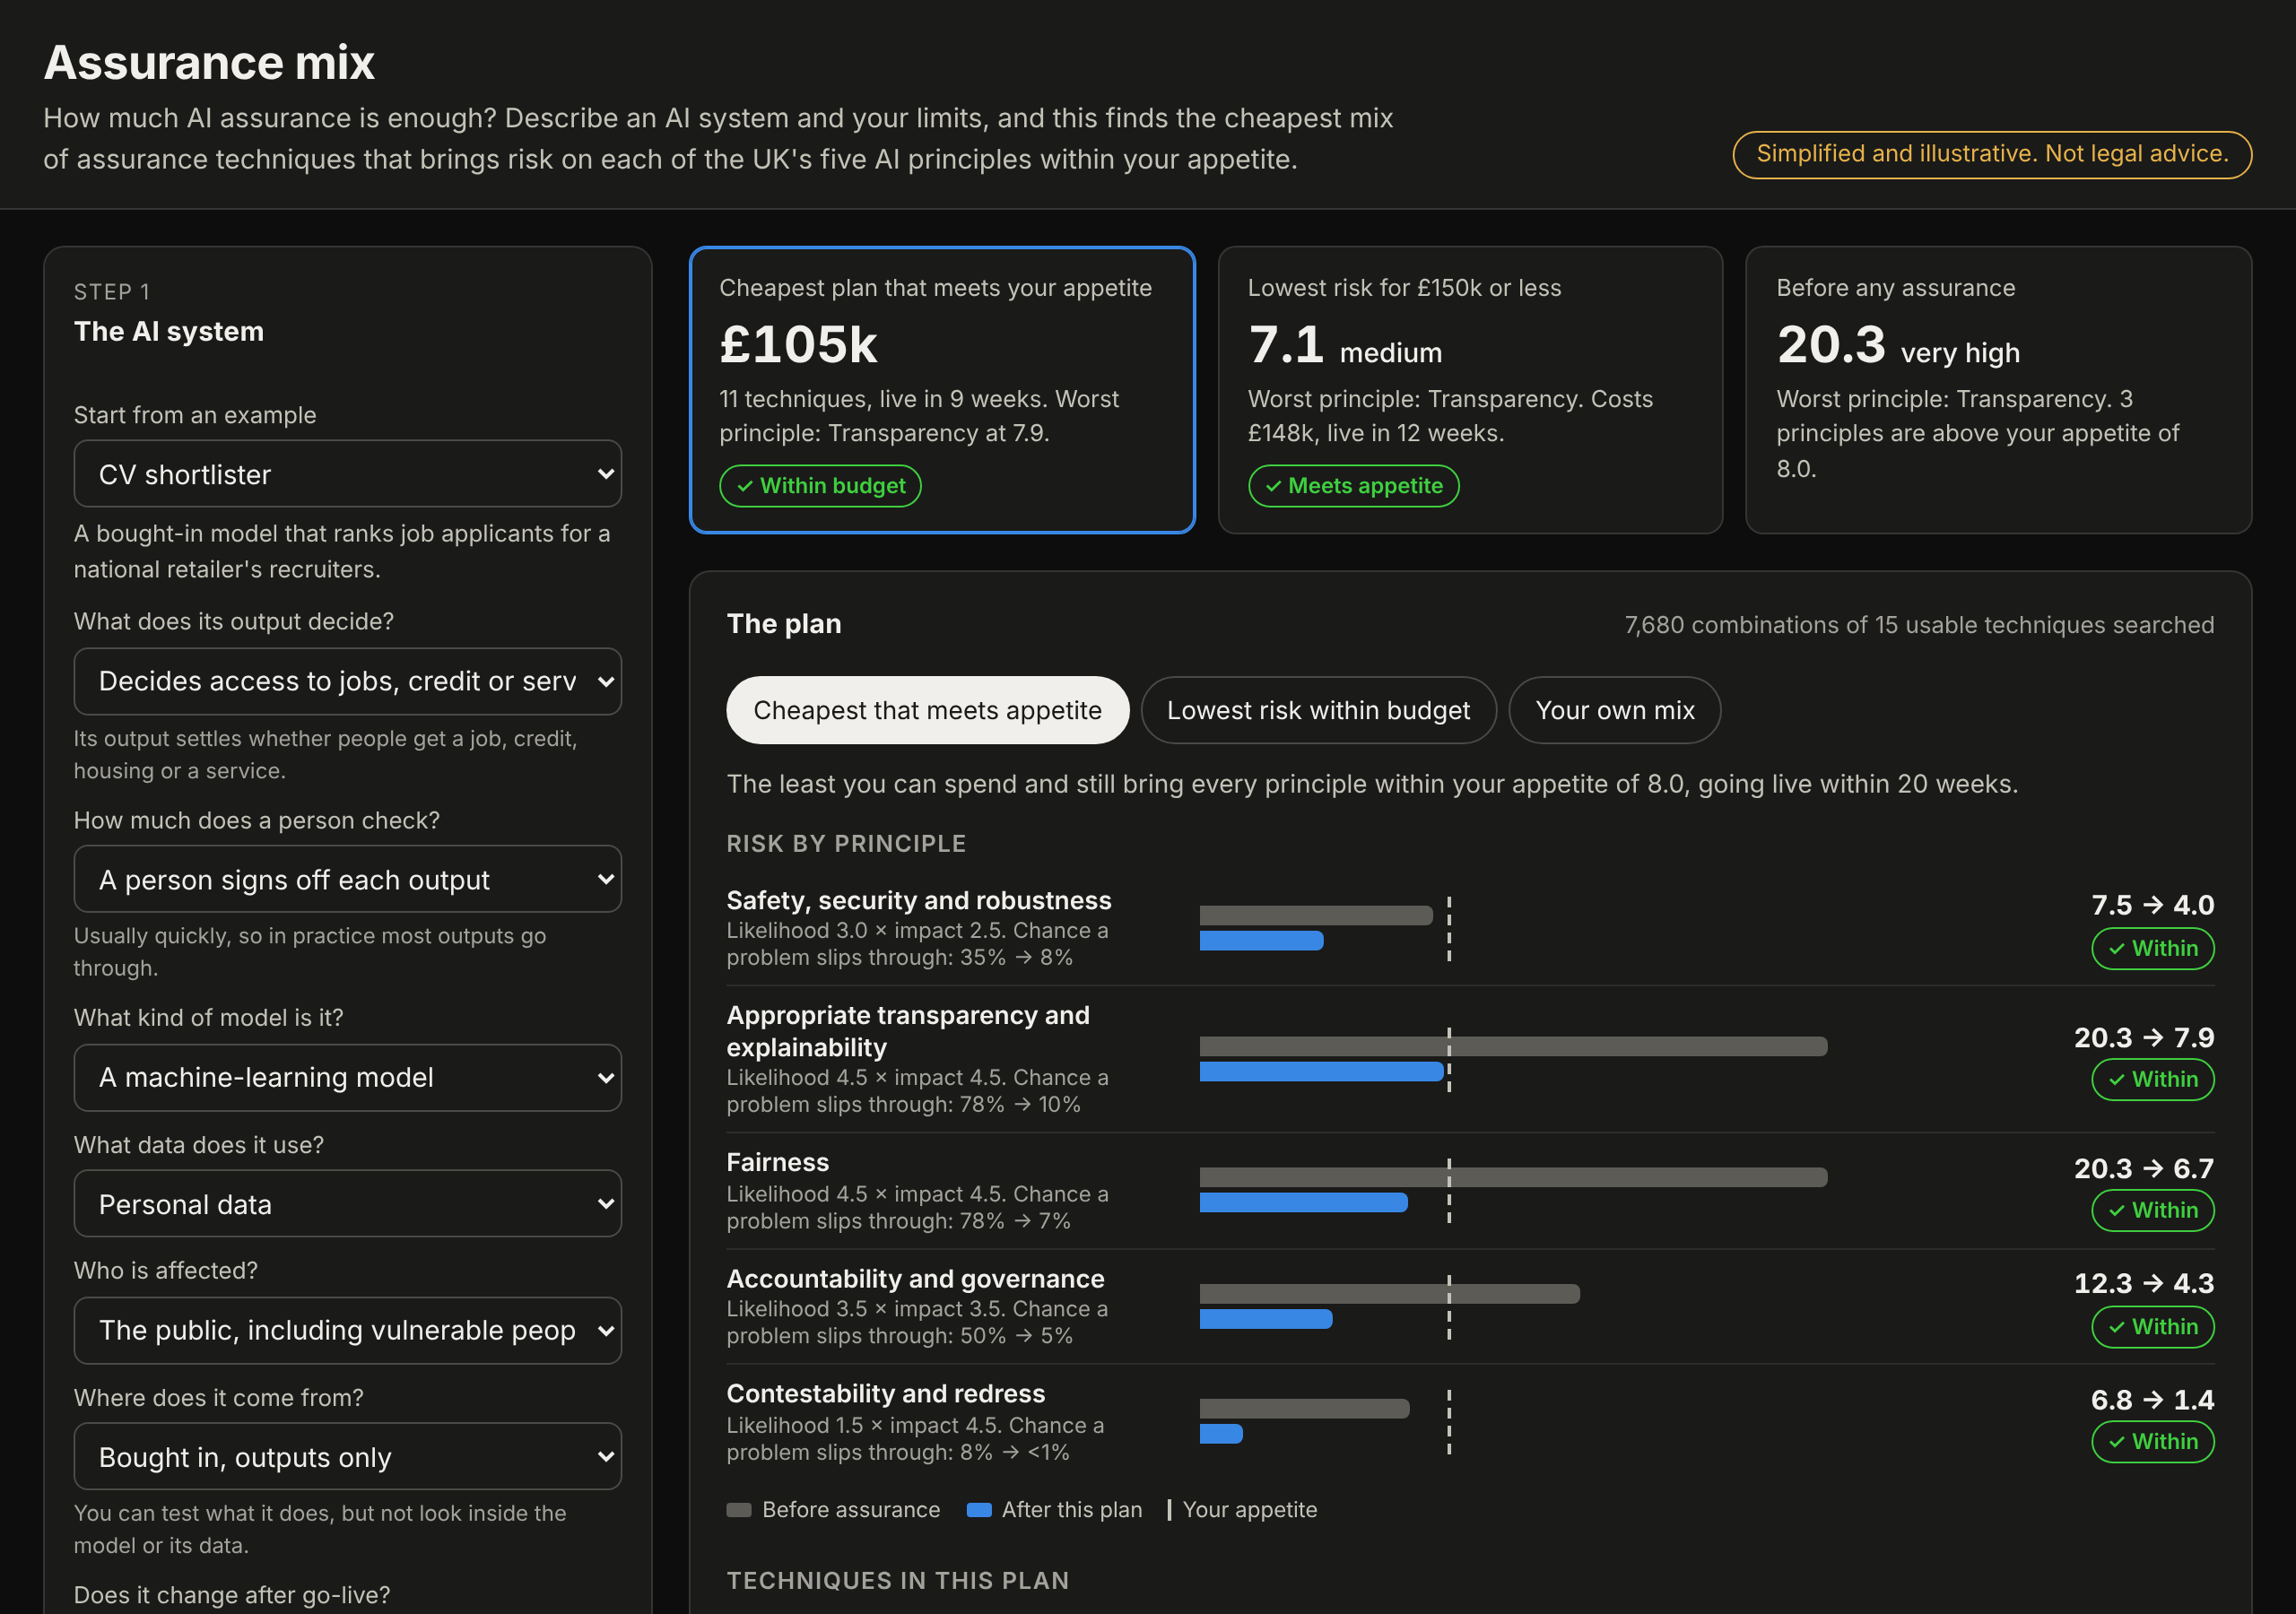 Assurance mix
How much AI assurance is enough? Describe an AI system and your limits, and this finds the cheapest mix
of assurance techniques that brings risk on each of the UK's five AI principles within your appetite.
Simplified and illustrative. Not legal advice.
STEP 1
The AI system
Start from an example
CV shortlister
A bought-in model that ranks job applicants for a
national retailer's recruiters.
What does its output decide?
Decides access to jobs, credit or serv
Its output settles whether people get a job, credit,
housing or a service.
How much does a person check?
A person signs off each output
Usually quickly, so in practice most outputs go
through.
What kind of model is it?
A machine-learning model
What data does it use?
Personal data
Who is affected?
The public, including vulnerable peop
Where does it come from?
Bought in, outputs only
You can test what it does, but not look inside the
model or its data.
Does it change after go-live?
Cheapest plan that meets your appetite
£105k
11 techniques, live in 9 weeks. Worst
principle: Transparency at 7.9.
✓ Within budget
Lowest risk for £150k or less
7.1 medium
Worst principle: Transparency. Costs
£148k, live in 12 weeks.
✓ Meets appetite
Before any assurance
20.3 very high
Worst principle: Transparency. 3
principles are above your appetite of
8.0.
The plan
7,680 combinations of 15 usable techniques searched
Cheapest that meets appetite
Lowest risk within budget
Your own mix
The least you can spend and still bring every principle within your appetite of 8.0, going live within 20 weeks.
RISK BY PRINCIPLE
Safety, security and robustness
Likelihood 3.0 × impact 2.5. Chance a
problem slips through: 35% → 8%
7.5 → 4.0
✓ Within
Appropriate transparency and
explainability
Likelihood 4.5 × impact 4.5. Chance a
problem slips through: 78% → 10%
20.3 → 7.9
✓ Within
Fairness
Likelihood 4.5 × impact 4.5. Chance a
problem slips through: 78% → 7%
20.3 → 6.7
✓ Within
Accountability and governance
Likelihood 3.5 × impact 3.5. Chance a
problem slips through: 50% → 5%
12.3 → 4.3
✓ Within
Contestability and redress
Likelihood 1.5 × impact 4.5. Chance a
problem slips through: 8% → <1%
6.8 → 1.4
✓ Within
Before assurance
After this plan
Your appetite
TECHNIQUES IN THIS PLAN